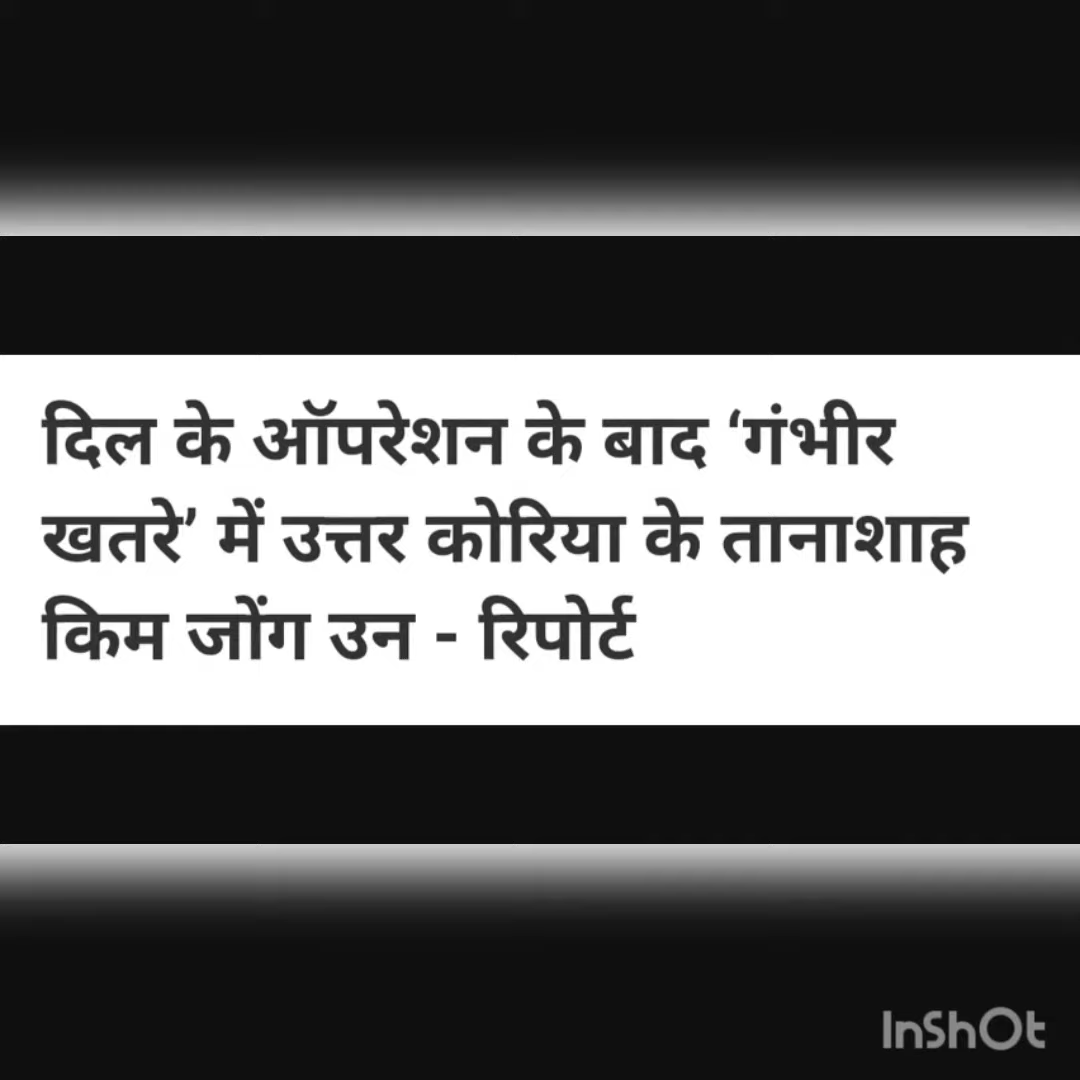 दिल के ऑपरेशन के बाद ‘गंभीर
खतरे’ में उत्तर कोरिया के तानाशाह
किम जोंग उन - रिपोर्ट
InShOt